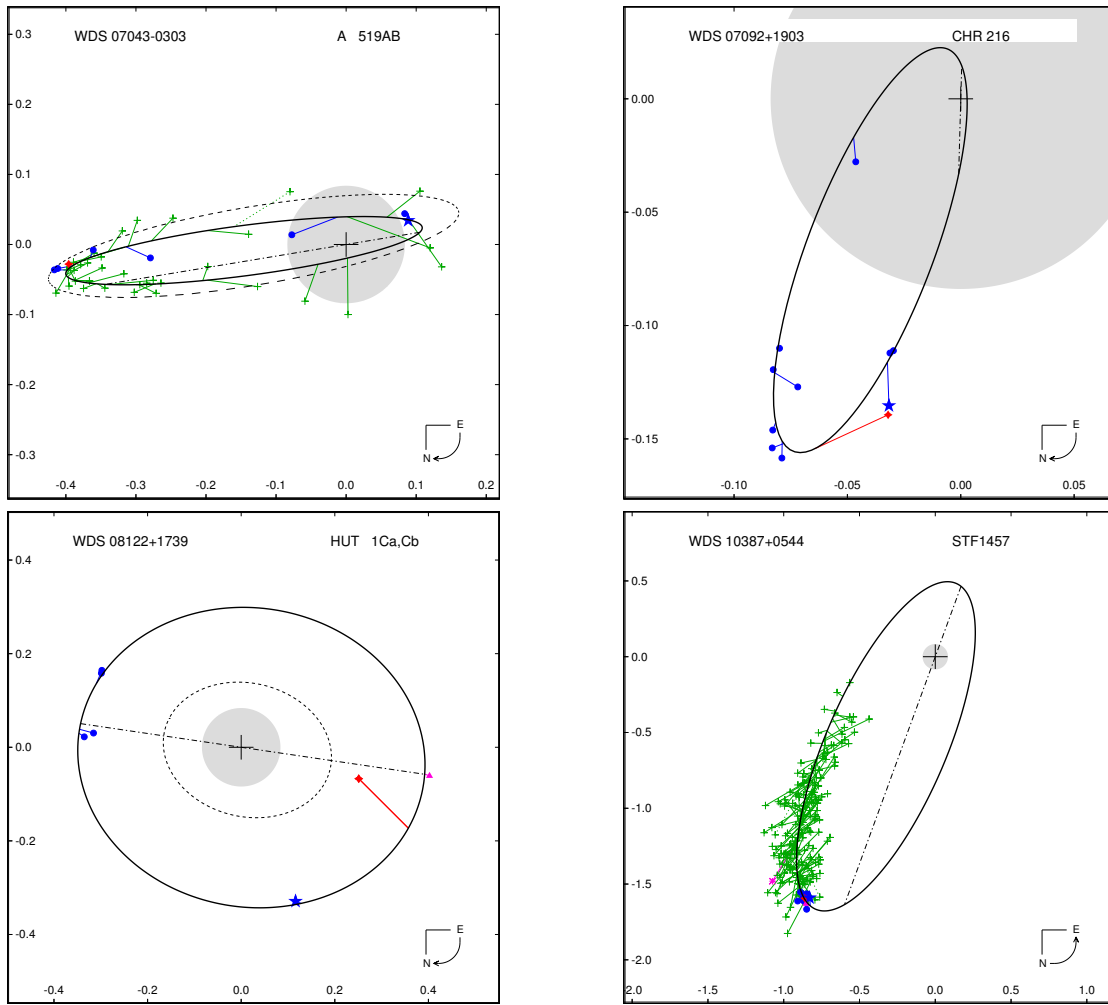 WDS 07043-0303 A 519AB
0.3
0.2
0.1
0.0
-0.1
-0.2
-0.3
-0.4 -0.3 -0.2 -0.1 0.0 0.1 0.2
E
N
WDS 07092+1903 CHR 216
0.00
-0.05
-0.10
-0.15
-0.10 -0.05 0.00 0.05
E
N
WDS 08122+1739 HUT 1Ca,Cb
0.4
0.2
0.0
-0.2
-0.4
-0.4 -0.2 0.0 0.2 0.4
E
N
WDS 10387+0544 STF1457
0.5
0.0
-0.5
-1.0
-1.5
-2.0
-2.0 -1.5 -1.0 -0.5 0.0 0.5 1.0
E
N